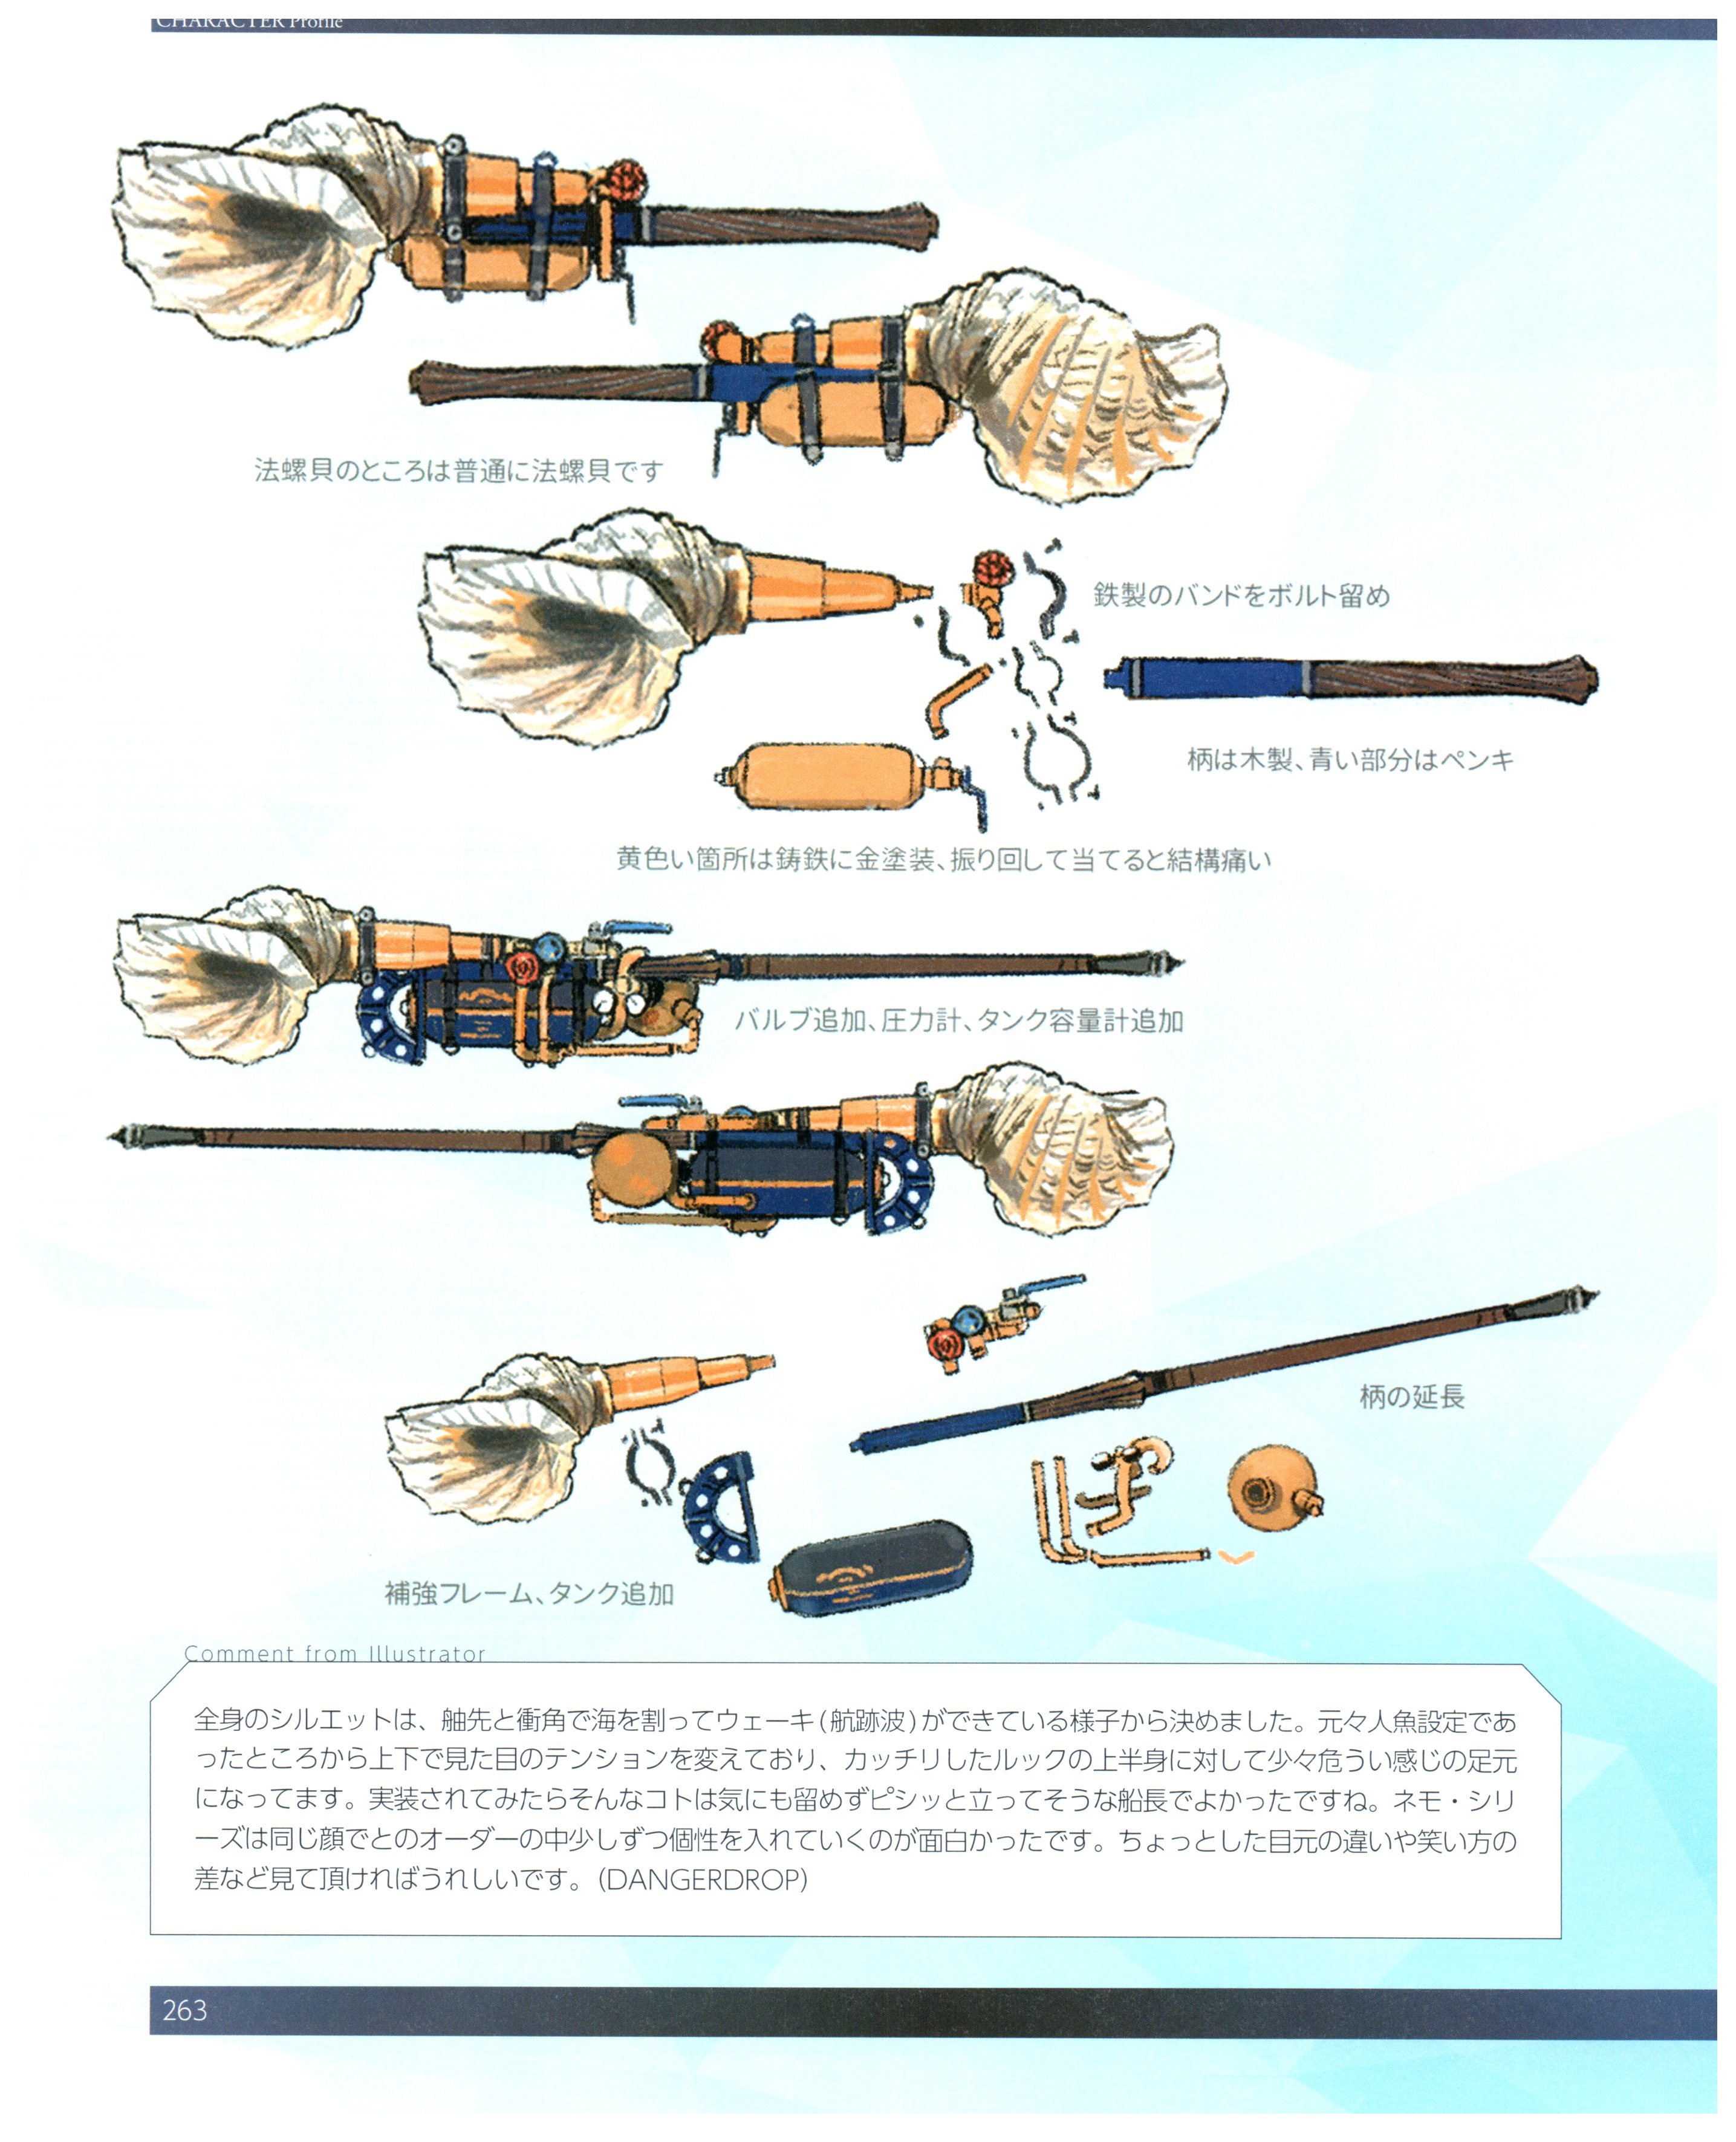 CHARACTER Profile
法螺貝のところは普通に法螺貝です
鉄製のバンドをボルト留め
柄は木製、青い部分はペンキ
黄色い箇所は鋳鉄に金塗装、振り回して当てると結構痛い
バルブ追加、圧力計、タンク容量計追加
柄の延長
補強フレーム、タンク追加
Comment from Illustrator
全身のシルエットは、舳先と衝角で海を割ってウェーキ(航跡波)ができている様子から決めました。元々人魚設定であ
ったところから上下で見た目のテンションを変えており、カッチリしたルックの上半身に対して少々危うい感じの足元
になってます。実装されてみたらそんなコトは気にも留めずピシッと立ってそうな船長でよかったですね。ネモ・シリ
ーズは同じ顔でとのオーダーの中少しずつ個性を入れていくのが面白かったです。ちょっとした目元の違いや笑い方の
差など見て頂ければうれしいです。(DANGERDROP)
263